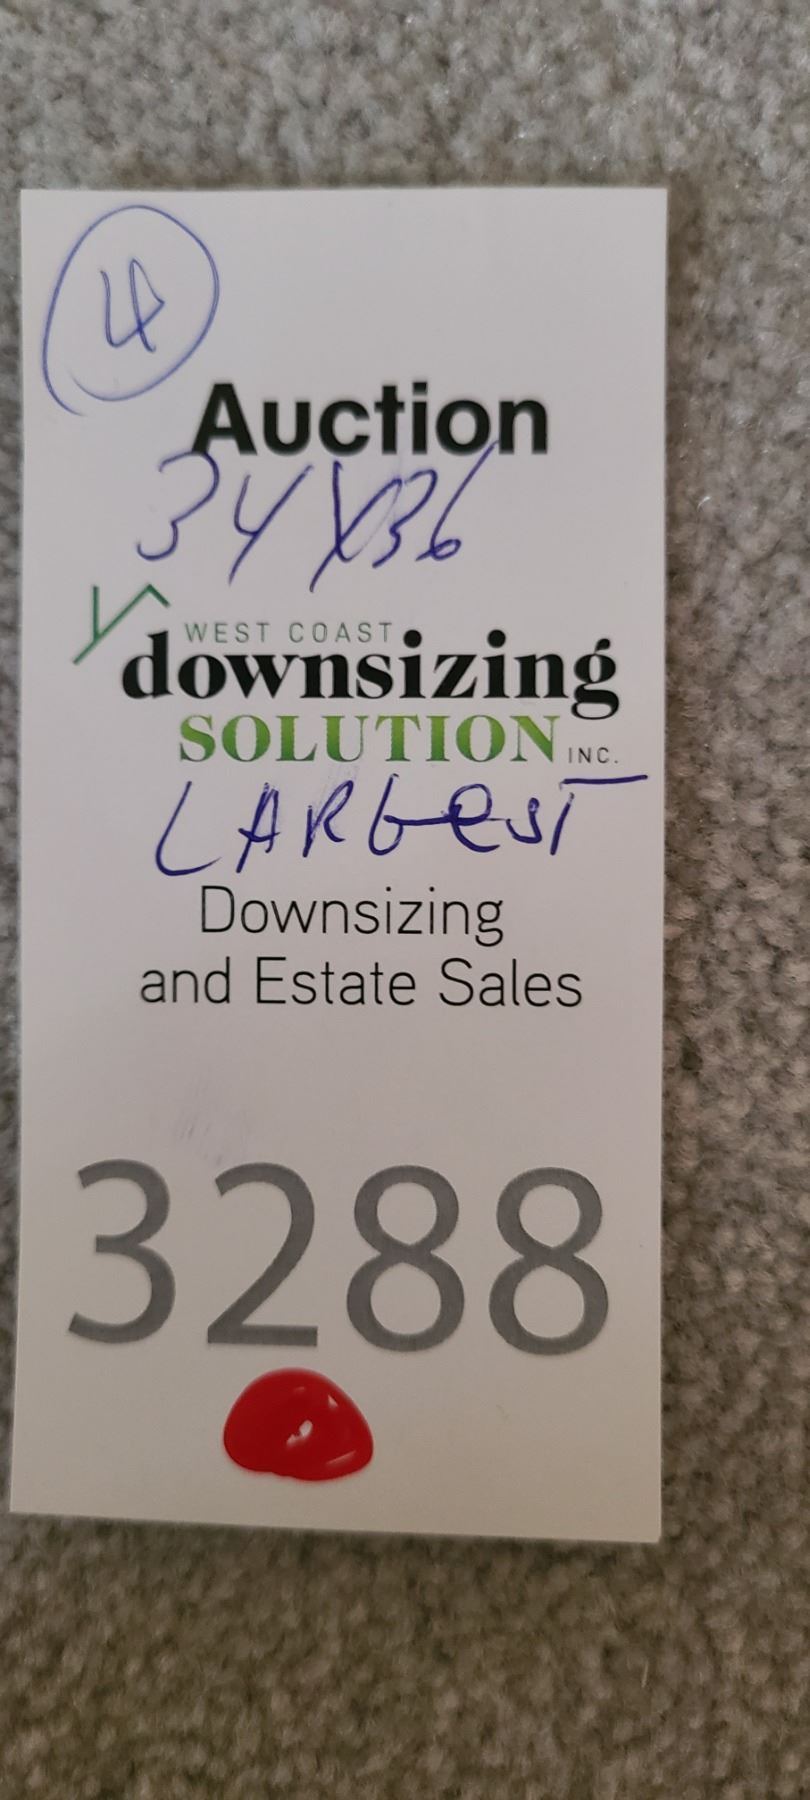 4
Auction
34X36
WEST COAST
downsizing
SOLUTION INC.
LARGesT
Downsizing
and Estate Sales
3288